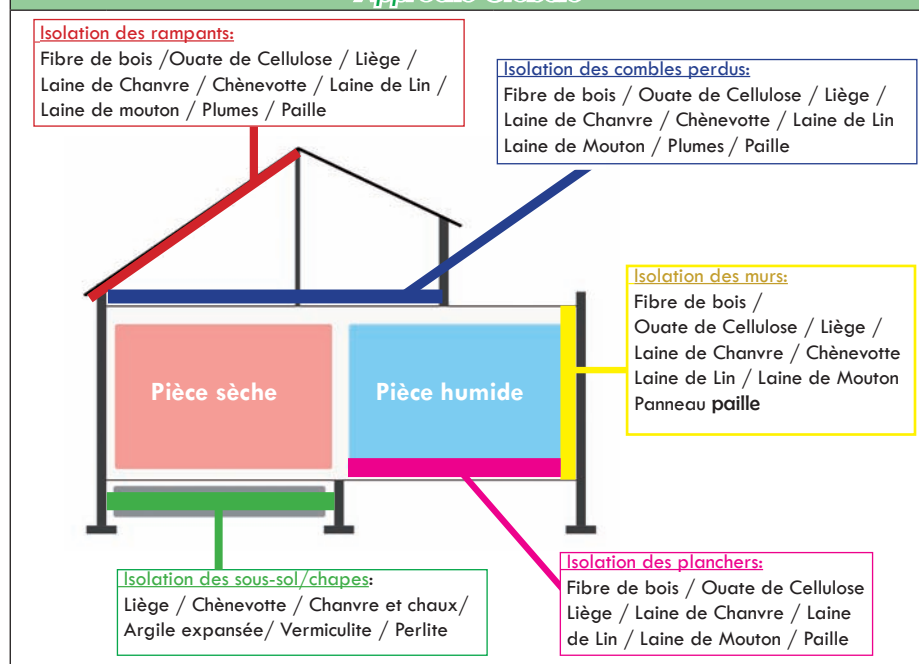 Approche Globale
Isolation des rampants:
Fibre de bois /Ouate de Cellulose / Liège /
Laine de Chanvre / Chènevotte / Laine de Lin /
Laine de mouton / Plumes / Paille
Isolation des combles perdus:
Fibre de bois / Ouate de Cellulose / Liège /
Laine de Chanvre / Chènevotte / Laine de Lin
Laine de Mouton / Plumes / Paille
Isolation des murs:
Fibre de bois /
Ouate de Cellulose / Liège /
Laine de Chanvre / Chènevotte
Laine de Lin / Laine de Mouton
Panneau paille
Pièce sèche
Pièce humide
Isolation des sous-sol/chapes:
Liège / Chènevotte / Chanvre et chaux/
Argile expansée/ Vermiculite / Perlite
Isolation des planchers:
Fibre de bois / Ouate de Cellulose
Liège / Laine de Chanvre / Laine
de Lin / Laine de Mouton / Paille